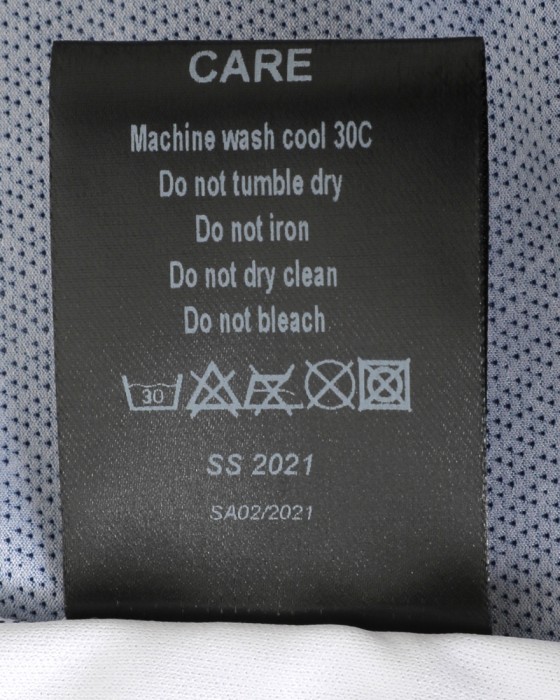 CARE
Machine wash cool 30C
Do not tumble dry
Do not iron
Do not dry clean
Do not bleach
30
SS 2021
SA02/2021